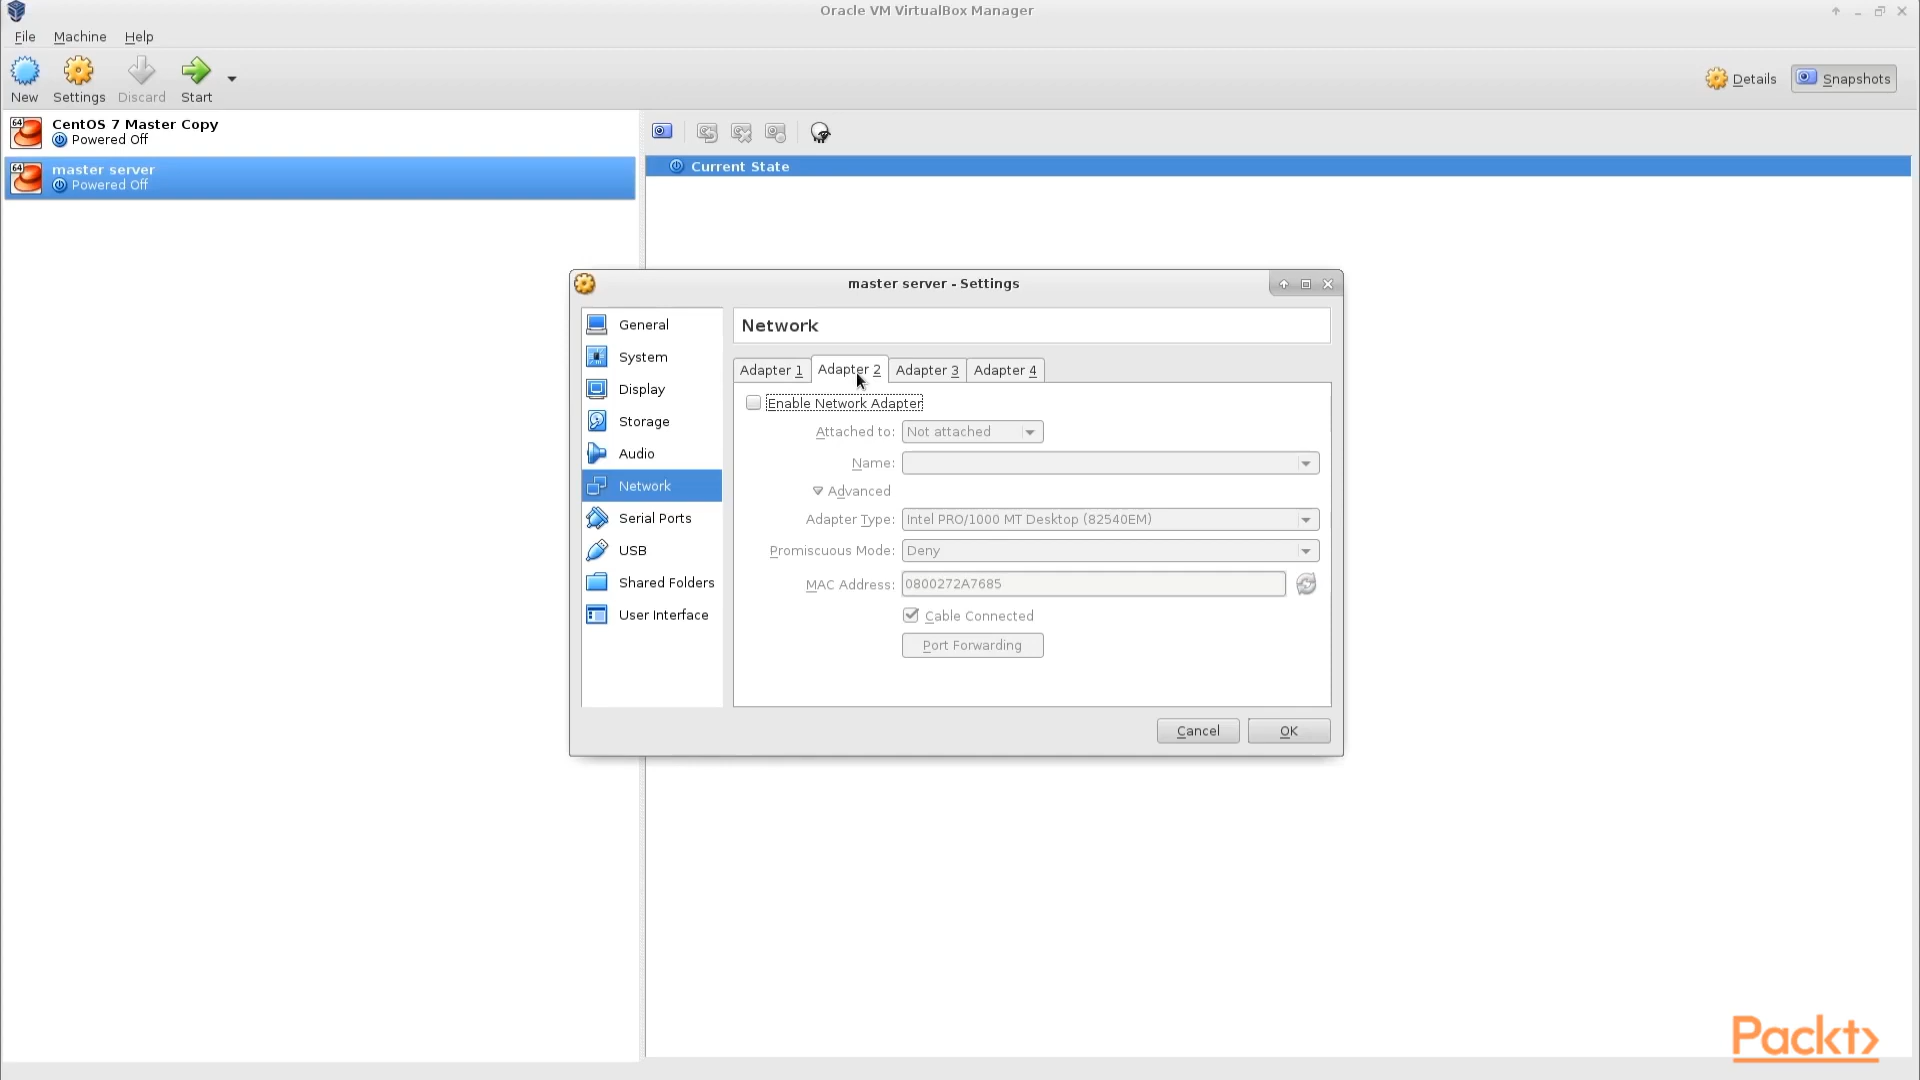 Oracle VM VirtualBox Manager
File Machine Help
New Settings Discard Start
Details Snapshots
64 CentOS 7 Master Copy
Powered Off
64 master server
Powered Off
Current State
master server - Settings
General
System
Display
Storage
Audio
Network
Serial Ports
USB
Shared Folders
User Interface
Network
Adapter 1 Adapter 2 Adapter 3 Adapter 4
Enable Network Adapter
Attached to: Not attached
Name:
Advanced
Adapter Type: Intel PRO/1000 MT Desktop (82540EM)
Promiscuous Mode: Deny
MAC Address: 0800272A7685
Cable Connected
Port Forwarding
Cancel OK
Packt>